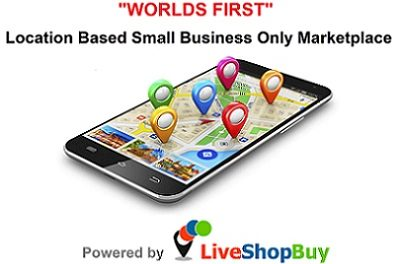 "WORLDS FIRST"
Location Based Small Business Only Marketplace
Powered by LiveShopBuy